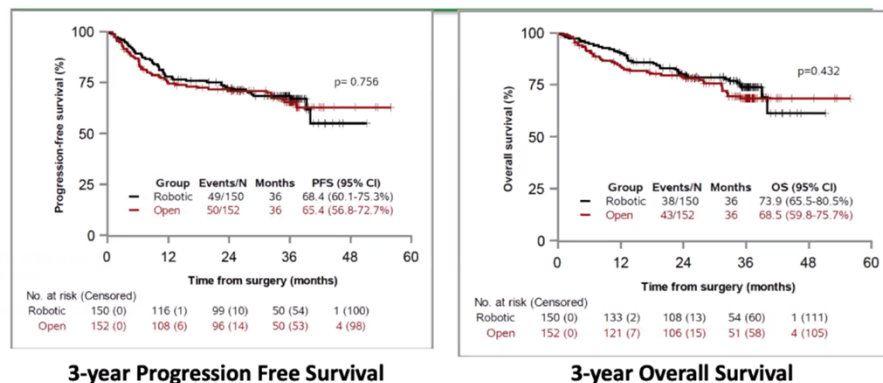 100
75
50
25
0
Progression-free survival (%)
p= 0.756
Group Events/N Months PFS (95% CI)
Robotic 49/150 36 68.4 (60.1-75.3%)
Open 50/152 36 65.4 (56.8-72.7%)
0 12 24 36 48 60
Time from surgery (months)
No. at risk (Censored)
Robotic 150 (0) 116 (1) 99 (10) 50 (54) 1 (100)
Open 152 (0) 108 (6) 96 (14) 50 (53) 4 (98)
3-year Progression Free Survival
100
75
50
25
0
Overall survival (%)
p=0.432
Group Events/N Months OS (95% CI)
Robotic 38/150 36 73.9 (65.5-80.5%)
Open 43/152 36 68.5 (59.8-75.7%)
0 12 24 36 48 60
Time from surgery (months)
No. at risk (Censored)
Robotic 150 (0) 133 (2) 108 (13) 54 (60) 1 (111)
Open 152 (0) 121 (7) 106 (15) 51 (58) 4 (105)
3-year Overall Survival